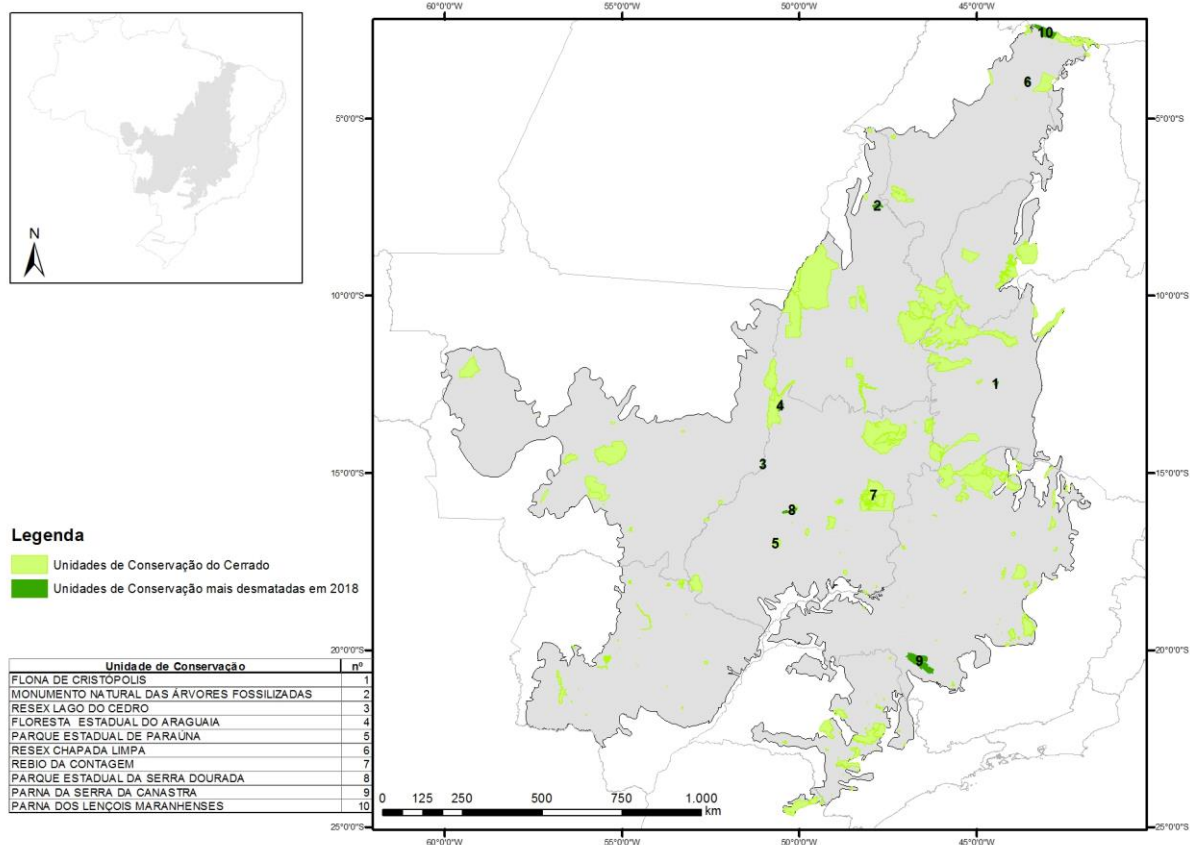 60°0'0"O 55°0'0"O 50°0'0"O 45°0'0"O
N
5°0'0"S 5°0'0"S
10°0'0"S 10°0'0"S
15°0'0"S 15°0'0"S
20°0'0"S 20°0'0"S
25°0'0"S 25°0'0"S
10
6
2
1
4
3
7
8
5
9
Legenda
Unidades de Conservação do Cerrado
Unidades de Conservação mais desmatadas em 2018
Unidade de Conservação nº
FLONA DE CRISTÓPOLIS 1
MONUMENTO NATURAL DAS ÁRVORES FOSSILIZADAS 2
RESEX LAGO DO CEDRO 3
FLORESTA ESTADUAL DO ARAGUAIA 4
PARQUE ESTADUAL DE PARAÚNA 5
RESEX CHAPADA LIMPA 6
REBIO DA CONTAGEM 7
PARQUE ESTADUAL DA SERRA DOURADA 8
PARNA DA SERRA DA CANASTRA 9
PARNA DOS LENÇOIS MARANHENSES 10
0 125 250 500 750 1.000
km
60°0'0"O 55°0'0"O 50°0'0"O 45°0'0"O